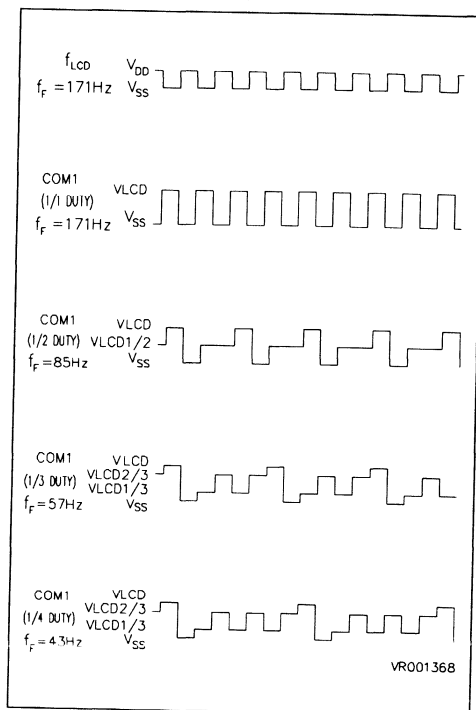 fLCD VDD
fF = 171Hz VSS
COM1
(1/1 DUTY) VLCD
fF = 171Hz VSS
COM1 VLCD
(1/2 DUTY) VLCD1/2
fF = 85Hz VSS
COM1 VLCD
(1/3 DUTY) VLCD2/3
VLCD1/3
fF = 57Hz VSS
COM1 VLCD
(1/4 DUTY) VLCD2/3
VLCD1/3
fF = 43Hz VSS
VR001368